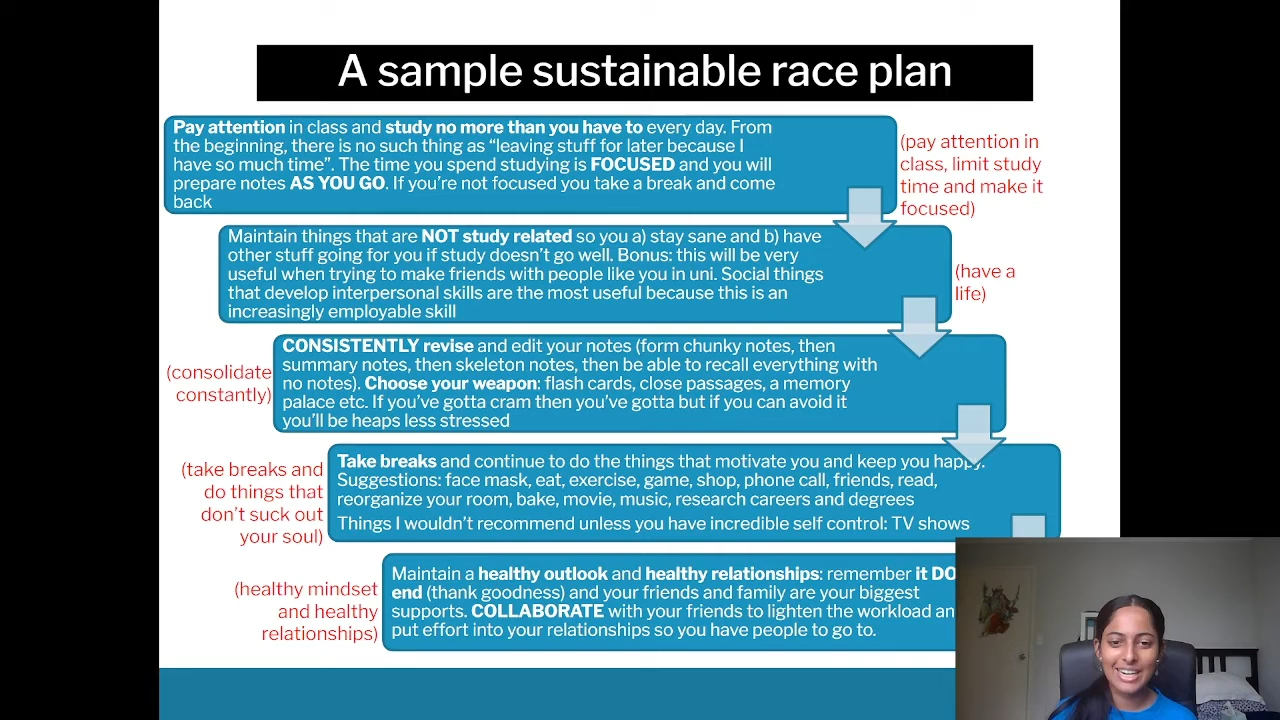 A sample sustainable race plan
Pay attention in class and study no more than you have to every day. From
the beginning, there is no such thing as “leaving stuff for later because I
have so much time”. The time you spend studying is FOCUSED and you will
prepare notes AS YOU GO. If you’re not focused you take a break and come
back
(pay attention in
class, limit study
time and make it
focused)
Maintain things that are NOT study related so you a) stay sane and b) have
other stuff going for you if study doesn’t go well. Bonus: this will be very
useful when trying to make friends with people like you in uni. Social things
that develop interpersonal skills are the most useful because this is an
increasingly employable skill
(have a
life)
(consolidate
constantly)
CONSISTENTLY revise and edit your notes (form chunky notes, then
summary notes, then skeleton notes, then be able to recall everything with
no notes). Choose your weapon: flash cards, close passages, a memory
palace etc. If you’ve gotta cram then you’ve gotta but if you can avoid it
you’ll be heaps less stressed
(take breaks and
do things that
don’t suck out
your soul)
Take breaks and continue to do the things that motivate you and keep you happy.
Suggestions: face mask, eat, exercise, game, shop, phone call, friends, read,
reorganize your room, bake, movie, music, research careers and degrees
Things I wouldn’t recommend unless you have incredible self control: TV shows
(healthy mindset
and healthy
relationships)
Maintain a healthy outlook and healthy relationships: remember it
end (thank goodness) and your friends and family are your biggest
supports. COLLABORATE with your friends to lighten the workload
put effort into your relationships so you have people to go to.